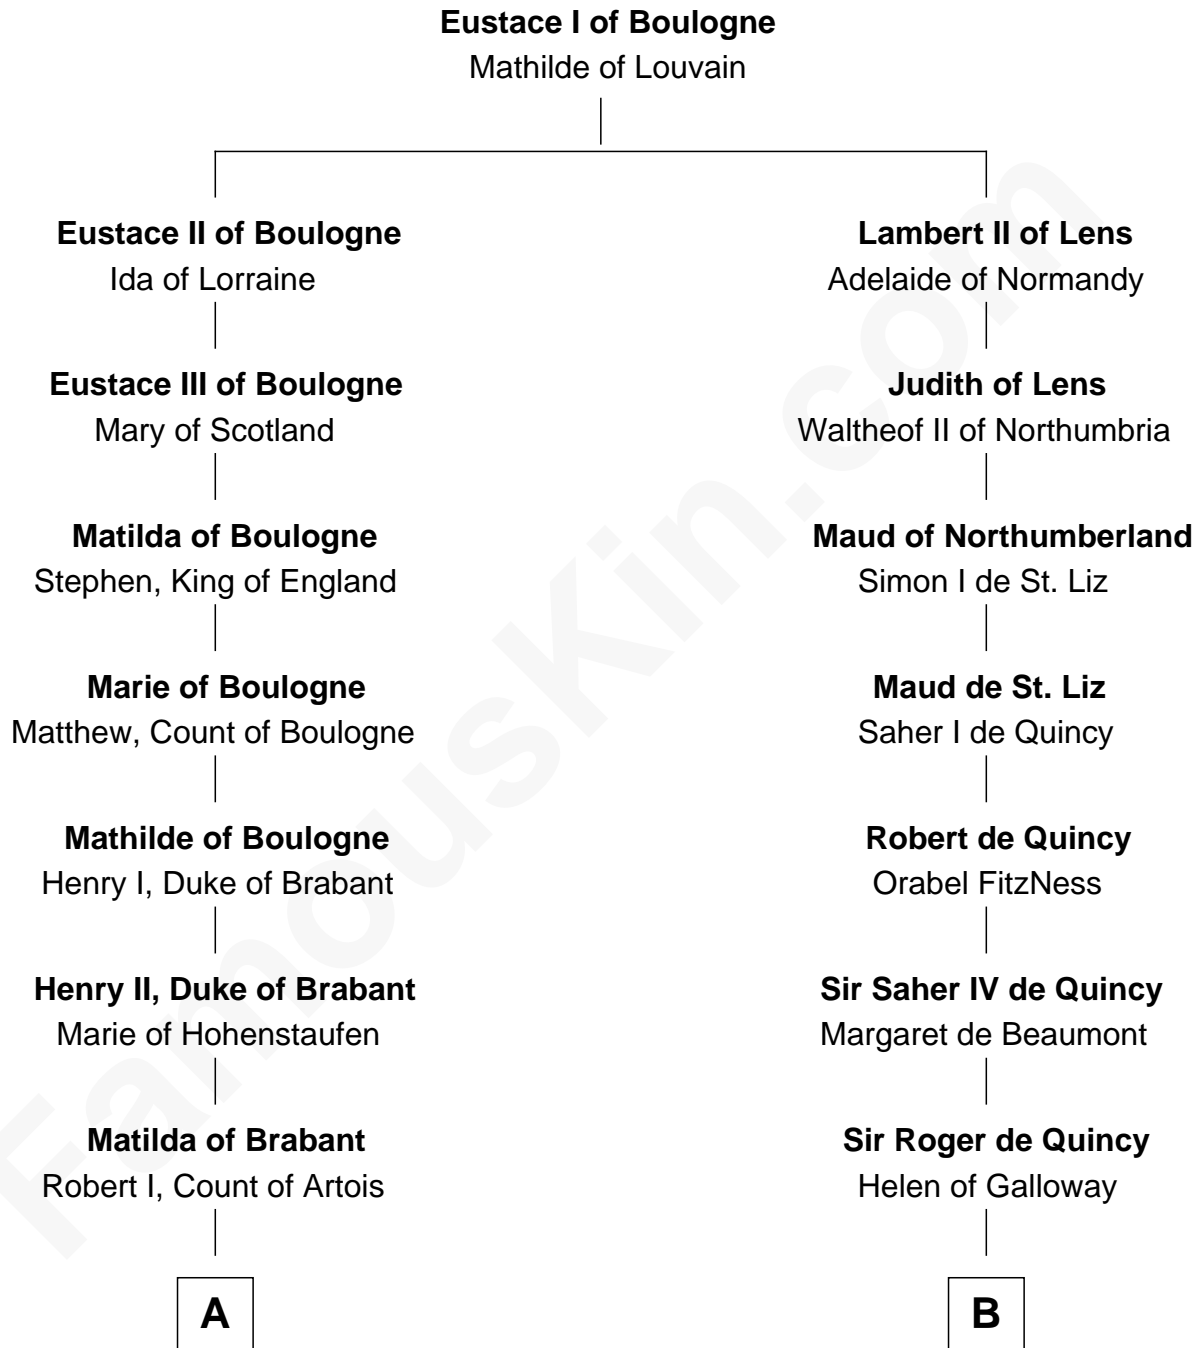 Eustace I of Boulogne
Mathilde of Louvain
Eustace II of Boulogne
Ida of Lorraine
Eustace III of Boulogne
Mary of Scotland
Matilda of Boulogne
Stephen, King of England
Marie of Boulogne
Matthew, Count of Boulogne
Mathilde of Boulogne
Henry I, Duke of Brabant
Henry II, Duke of Brabant
Marie of Hohenstaufen
Matilda of Brabant
Robert I, Count of Artois
A
Lambert II of Lens
Adelaide of Normandy
Judith of Lens
Waltheof II of Northumbria
Maud of Northumberland
Simon I de St. Liz
Maud de St. Liz
Saher I de Quincy
Robert de Quincy
Orabel FitzNess
Sir Saher IV de Quincy
Margaret de Beaumont
Sir Roger de Quincy
Helen of Galloway
B
FamousKin.com